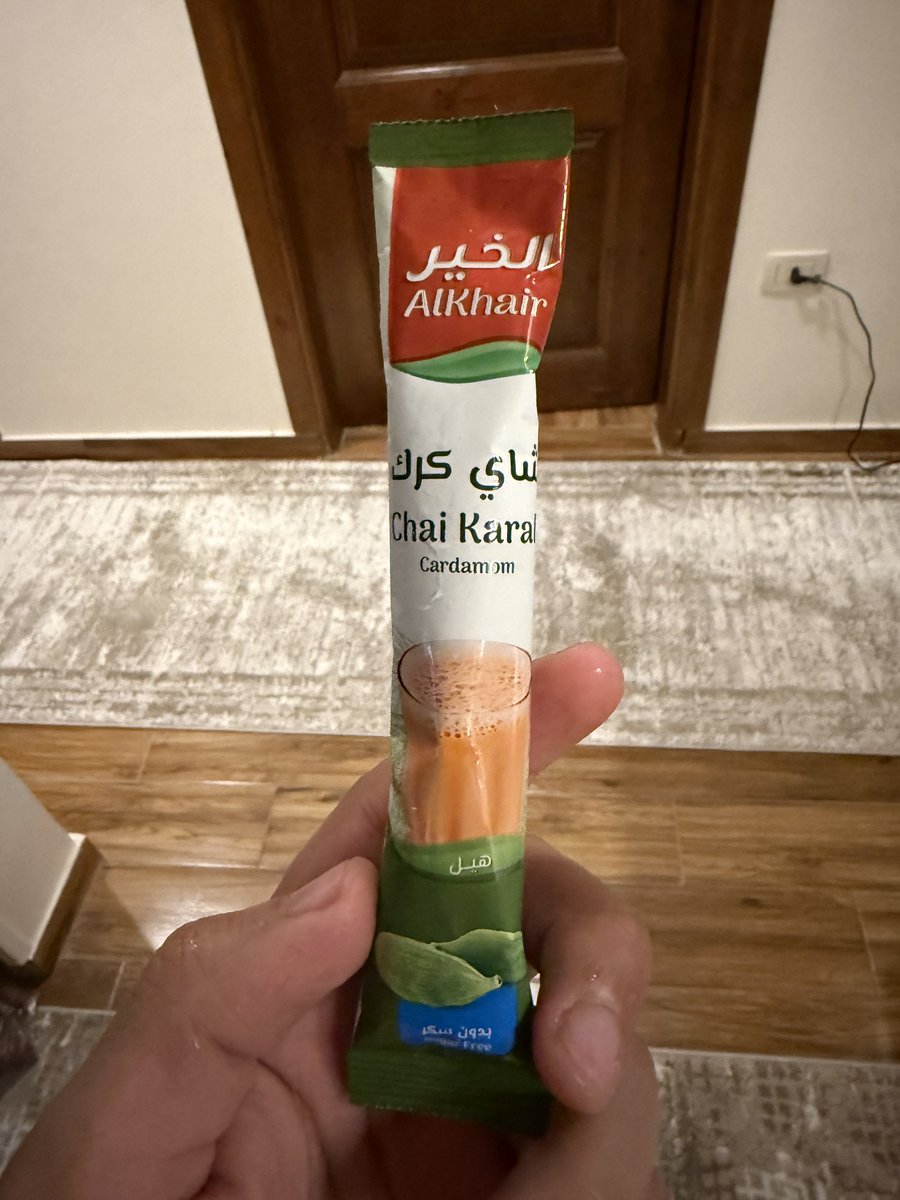 الخير
AlKhair
شاي كرك
Chai Karak
Cardamom
هيل
بدون سكر
Sugar Free